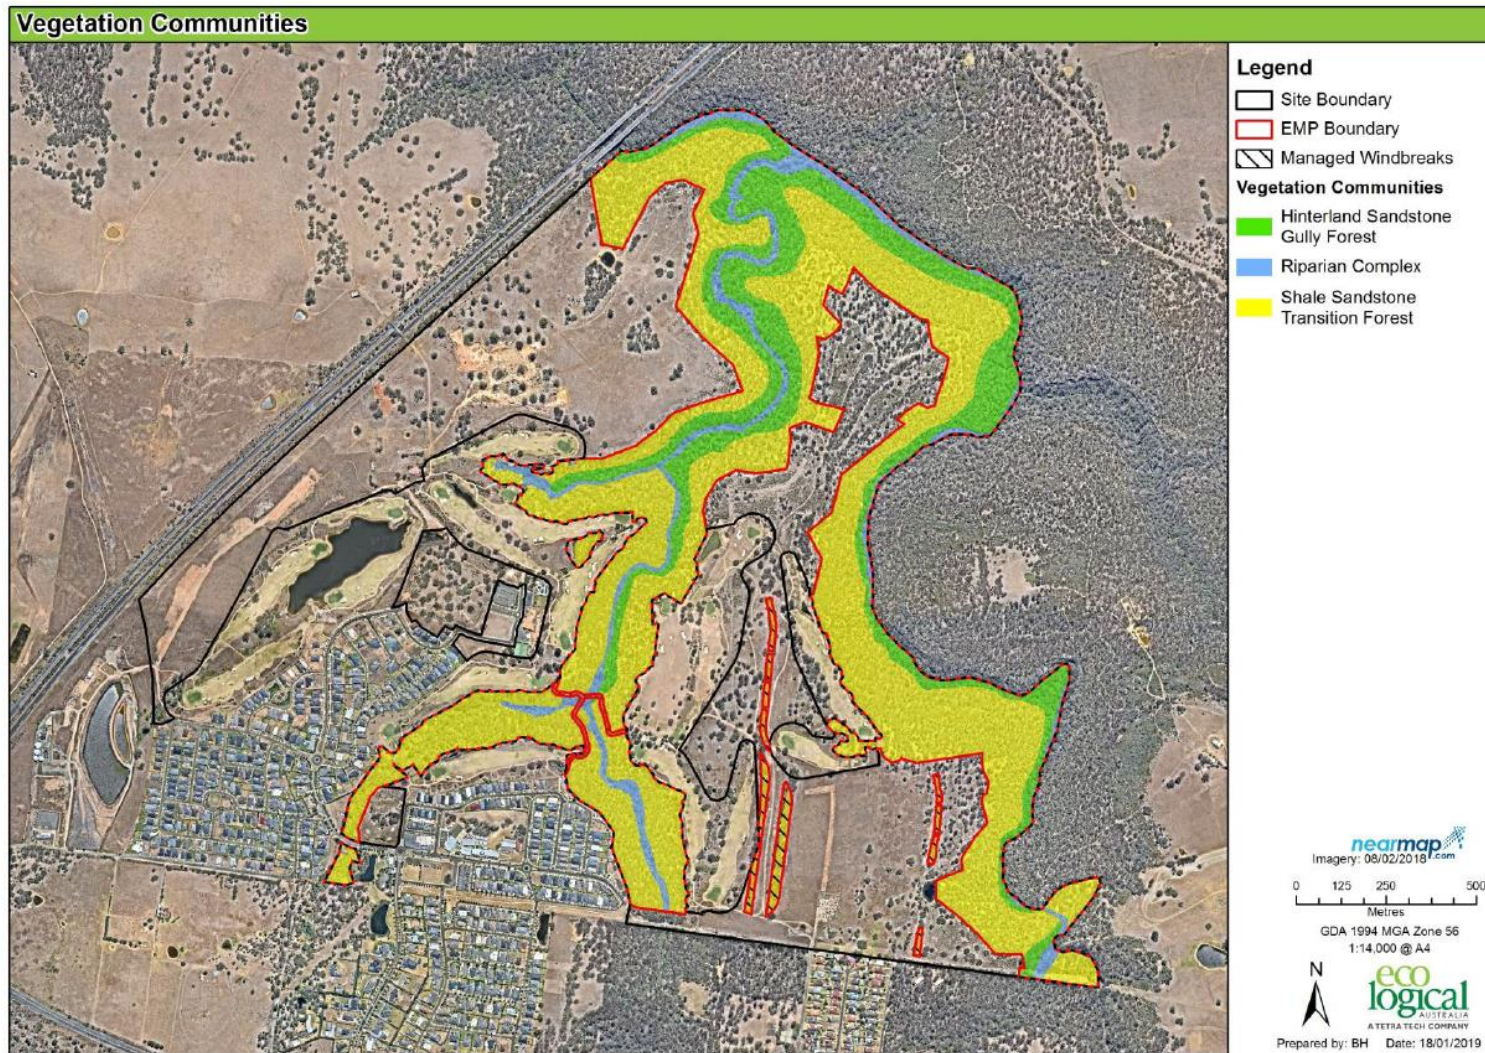 Vegetation Communities
Legend
Site Boundary
EMP Boundary
Managed Windbreaks
Vegetation Communities
Hinterland Sandstone
Gully Forest
Riparian Complex
Shale Sandstone
Transition Forest
nearmap
.com
Imagery: 08/02/2018
0 125 250 500
Metres
GDA 1994 MGA Zone 56
1:14,000 @ A4
N
eco
logical
AUSTRALIA
A TETRA TECH COMPANY
Prepared by: BH Date: 18/01/2019